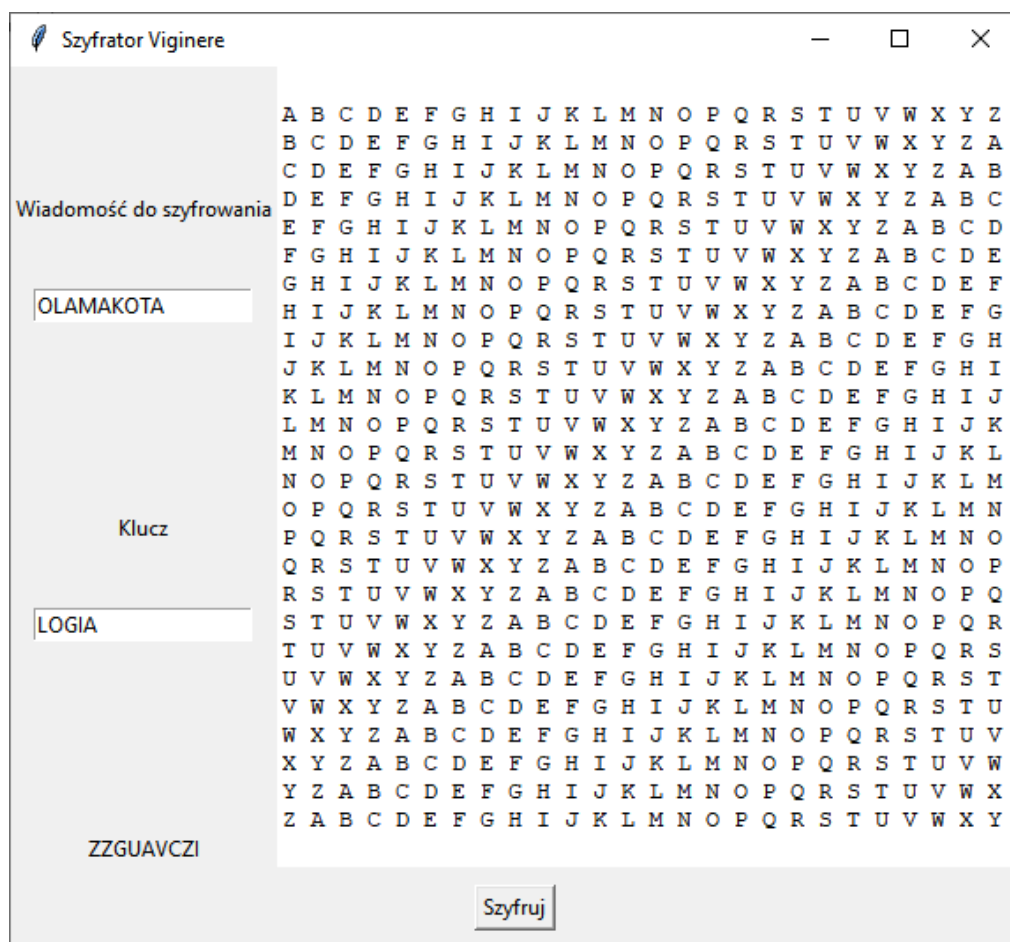 Szyfrator Viginere
Wiadomość do szyfrowania
OLAMAKOTA
Klucz
LOGIA
ZZGUAVCZI
A B C D E F G H I J K L M N O P Q R S T U V W X Y Z
B C D E F G H I J K L M N O P Q R S T U V W X Y Z A
C D E F G H I J K L M N O P Q R S T U V W X Y Z A B
D E F G H I J K L M N O P Q R S T U V W X Y Z A B C
E F G H I J K L M N O P Q R S T U V W X Y Z A B C D
F G H I J K L M N O P Q R S T U V W X Y Z A B C D E
G H I J K L M N O P Q R S T U V W X Y Z A B C D E F
H I J K L M N O P Q R S T U V W X Y Z A B C D E F G
I J K L M N O P Q R S T U V W X Y Z A B C D E F G H
J K L M N O P Q R S T U V W X Y Z A B C D E F G H I
K L M N O P Q R S T U V W X Y Z A B C D E F G H I J
L M N O P Q R S T U V W X Y Z A B C D E F G H I J K
M N O P Q R S T U V W X Y Z A B C D E F G H I J K L
N O P Q R S T U V W X Y Z A B C D E F G H I J K L M
O P Q R S T U V W X Y Z A B C D E F G H I J K L M N
P Q R S T U V W X Y Z A B C D E F G H I J K L M N O
Q R S T U V W X Y Z A B C D E F G H I J K L M N O P
R S T U V W X Y Z A B C D E F G H I J K L M N O P Q
S T U V W X Y Z A B C D E F G H I J K L M N O P Q R
T U V W X Y Z A B C D E F G H I J K L M N O P Q R S
U V W X Y Z A B C D E F G H I J K L M N O P Q R S T
V W X Y Z A B C D E F G H I J K L M N O P Q R S T U
W X Y Z A B C D E F G H I J K L M N O P Q R S T U V
X Y Z A B C D E F G H I J K L M N O P Q R S T U V W
Y Z A B C D E F G H I J K L M N O P Q R S T U V W X
Z A B C D E F G H I J K L M N O P Q R S T U V W X Y
Szyfruj